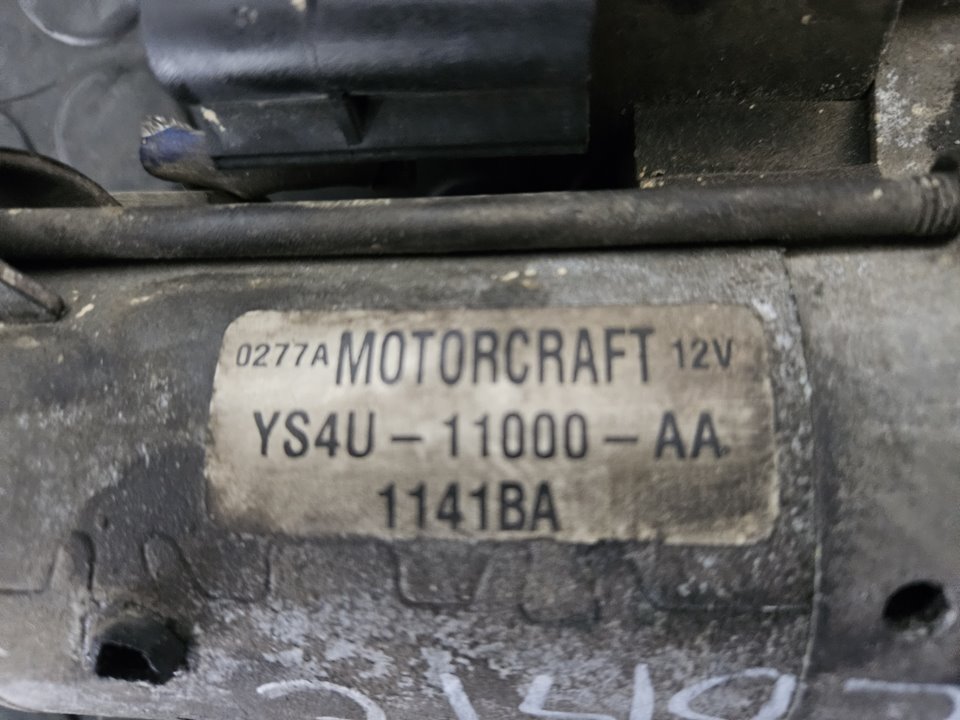 0277A MOTORCRAFT 12V
YS4U-11000-AA
1141BA